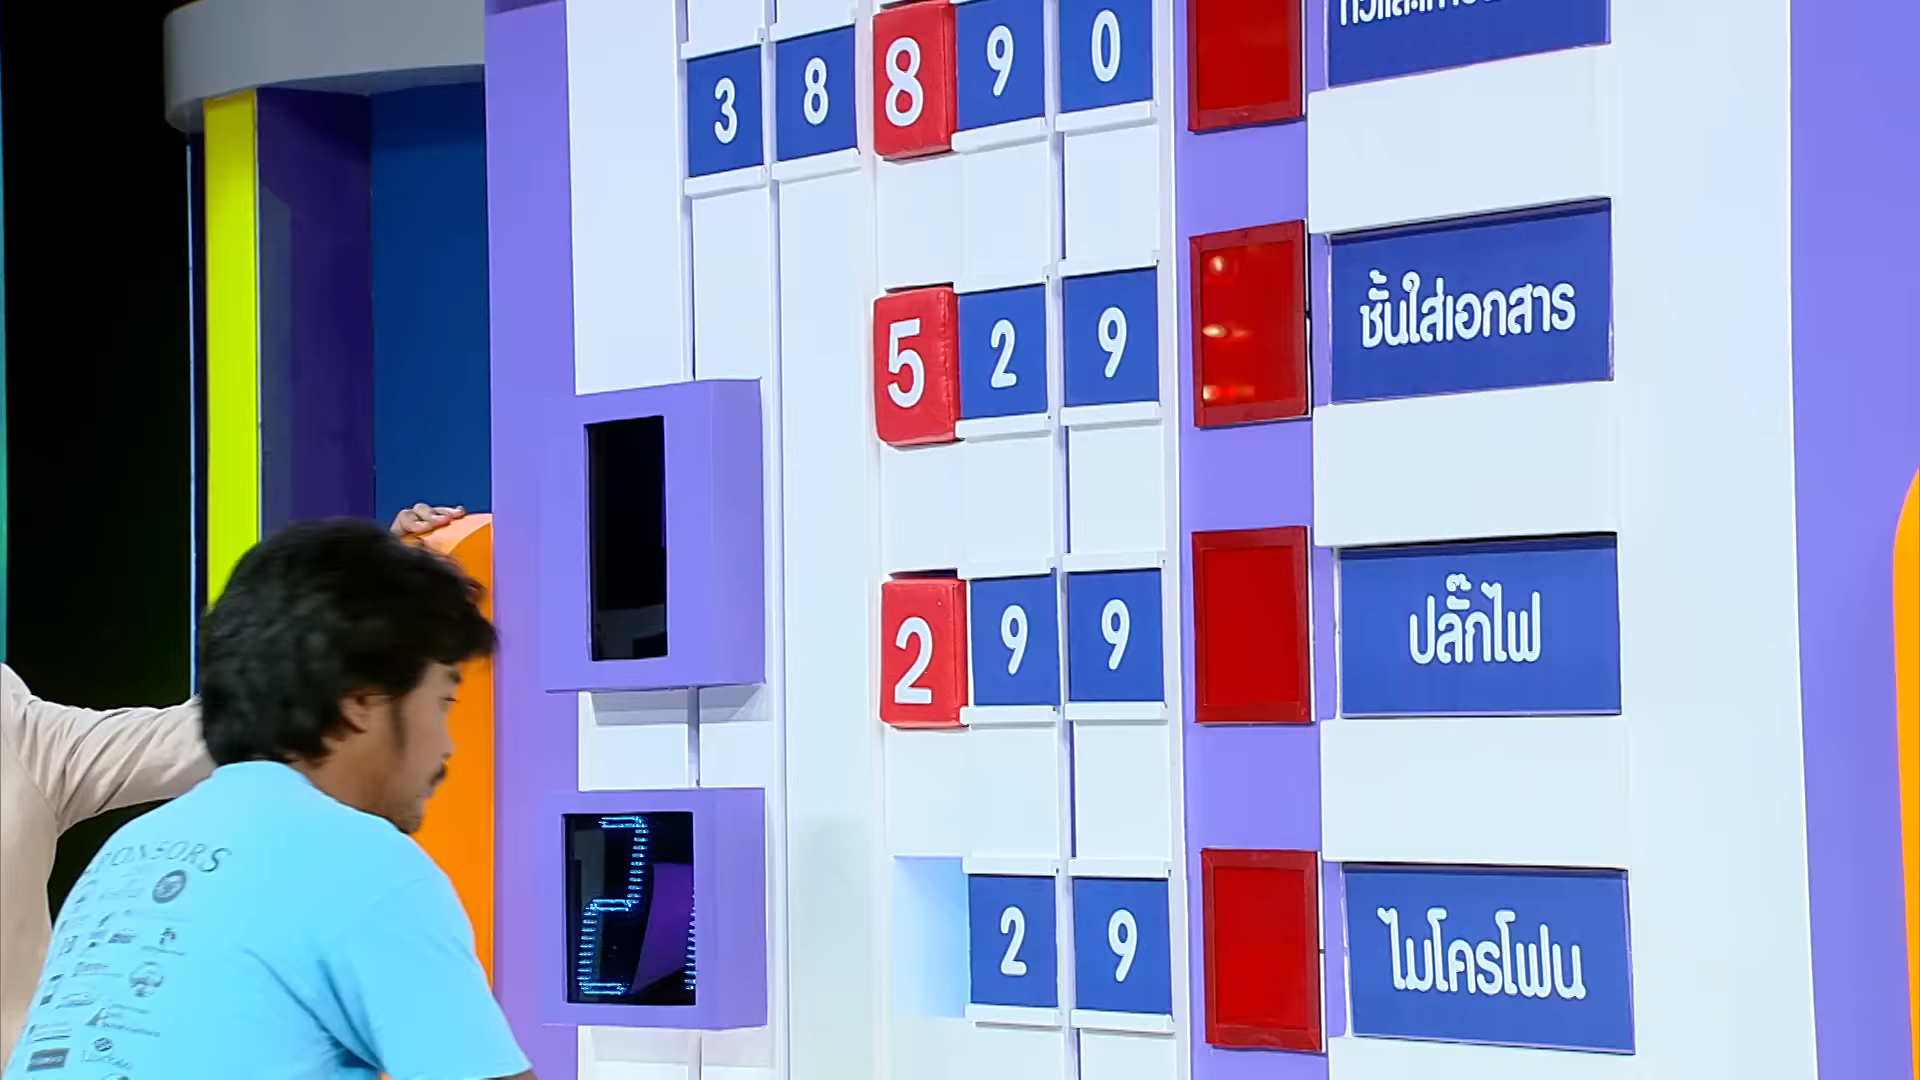 3 8 8 9 0
5 2 9 ชั้นใส่เอกสาร
2 9 9 ปลั๊กไฟ
2 9 ไมโครโฟน
2